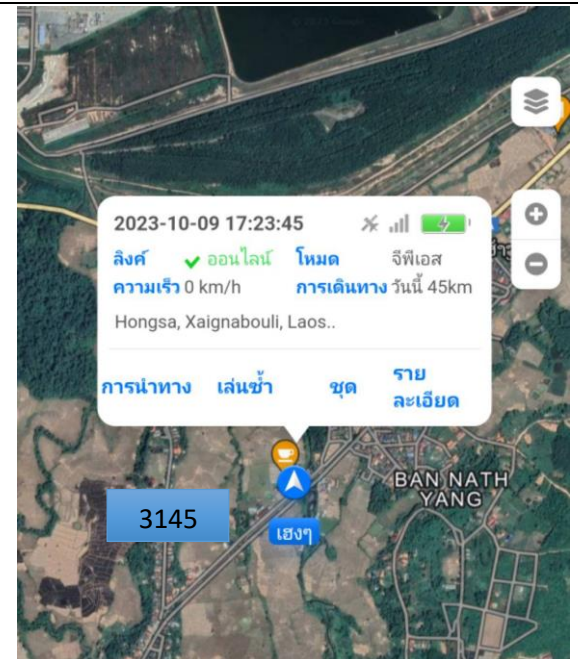 2023-10-09 17:23:45
ลิงค์ ออนไลน์ โหมด จีพีเอส
ความเร็ว 0 km/h การเดินทาง วันนี้ 45km
Hongsa, Xaignabouli, Laos..
การนำทาง เล่นซ้ำ ชุด ราย
ละเอียด
BAN NATH
YANG
3145
เฮงๆ